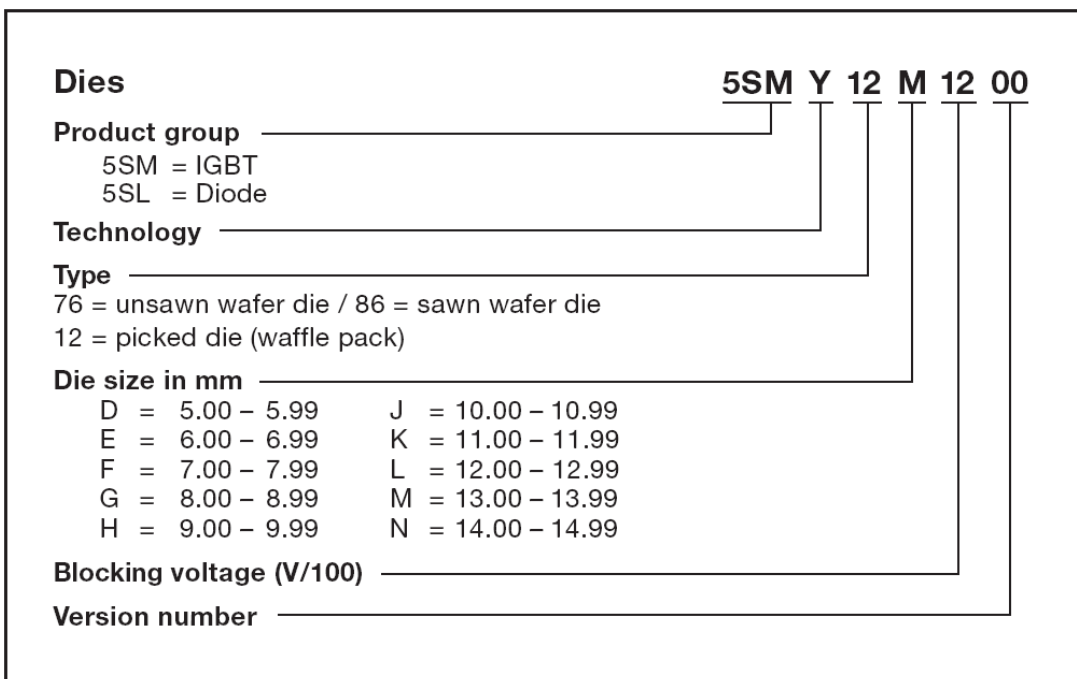 Dies 5SM Y 12 M 12 00
Product group
5SM = IGBT
5SL = Diode
Technology
Type
76 = unsawn wafer die / 86 = sawn wafer die
12 = picked die (waffle pack)
Die size in mm
D = 5.00 – 5.99 J = 10.00 – 10.99
E = 6.00 – 6.99 K = 11.00 – 11.99
F = 7.00 – 7.99 L = 12.00 – 12.99
G = 8.00 – 8.99 M = 13.00 – 13.99
H = 9.00 – 9.99 N = 14.00 – 14.99
Blocking voltage (V/100)
Version number